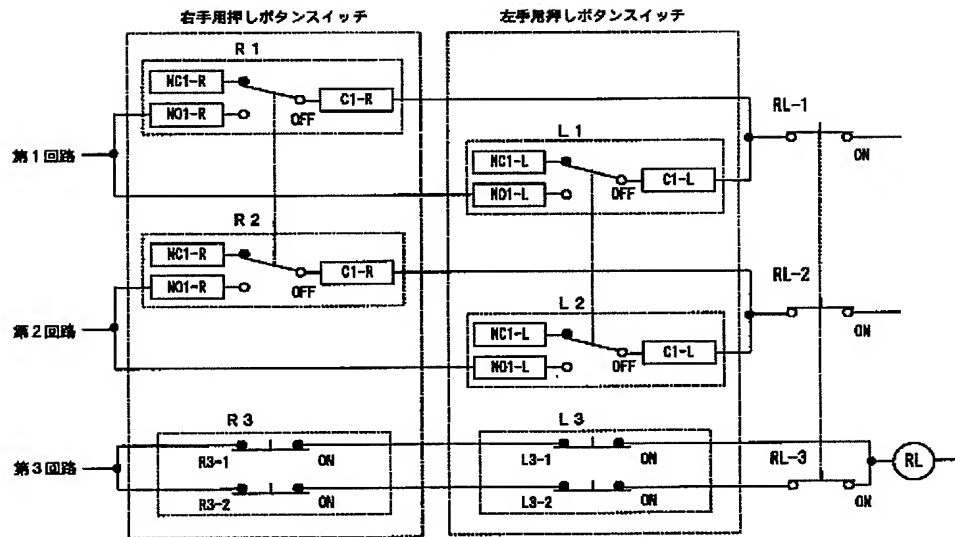 右手用押しボタンスイッチ
左手用押しボタンスイッチ
R1
NC1-R
C1-R
NO1-R
OFF
RL-1
ON
L1
第1回路
NC1-L
C1-L
NO1-L
OFF
R2
NC1-R
C1-R
NO1-R
OFF
RL-2
ON
L2
第2回路
NC1-L
C1-L
NO1-L
OFF
R3
L3
R3-1
ON
L3-1
ON
RL-3
第3回路
RL
R3-2
ON
L3-2
ON
ON